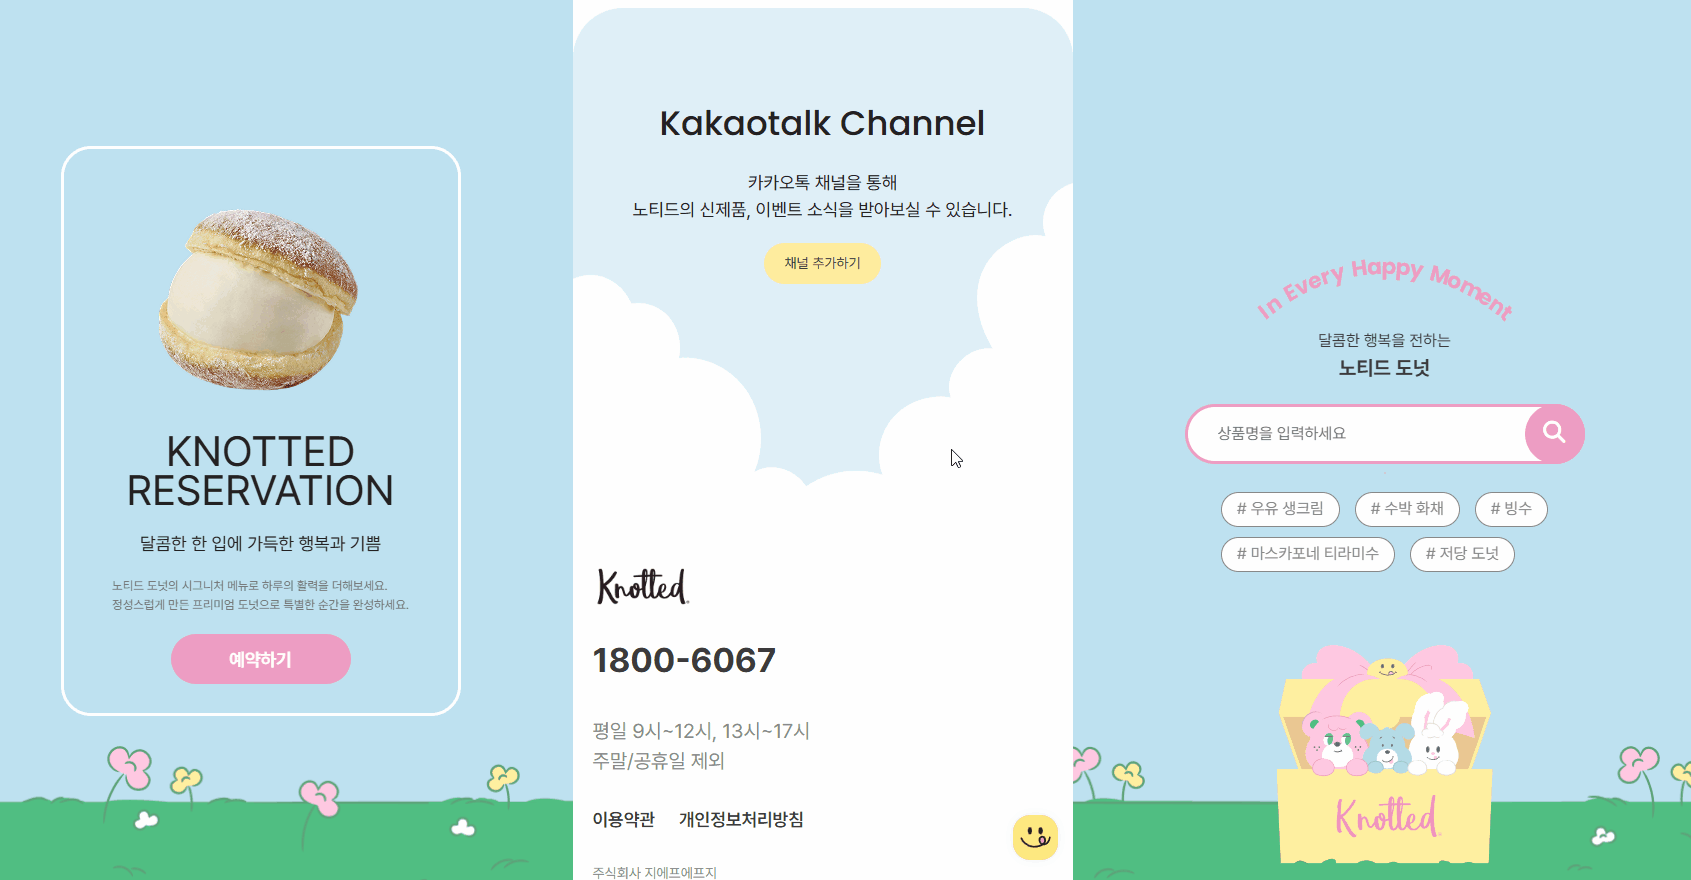 KNOTTED
RESERVATION
달콤한 한 입에 가득한 행복과 기쁨
노티드 도넛의 시그니처 메뉴로 하루의 활력을 더해보세요.
정성스럽게 만든 프리미엄 도넛으로 특별한 순간을 완성하세요.
예약하기
Kakaotalk Channel
카카오톡 채널을 통해
노티드의 신제품, 이벤트 소식을 받아보실 수 있습니다.
채널 추가하기
Knotted
1800-6067
평일 9시~12시, 13시~17시
주말/공휴일 제외
이용약관 개인정보처리방침
주식회사 지에프에프지
In Every Happy Moment
달콤한 행복을 전하는
노티드 도넛
상품명을 입력하세요
# 우유 생크림 # 수박 화채 # 빙수
# 마스카포네 티라미수 # 저당 도넛
Knotted